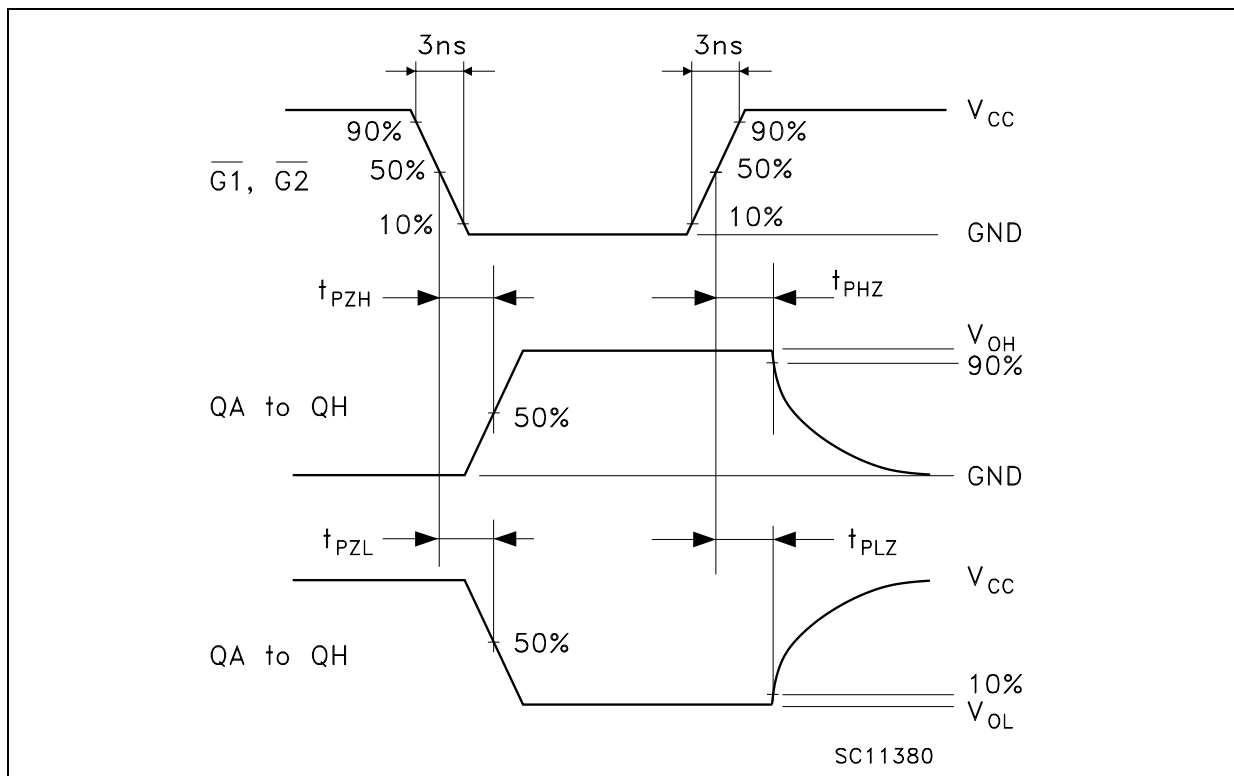 3ns 3ns
90% 90% V_CC
G1, G2 50% 50%
10% 10% GND
t_PZH t_PHZ
V_OH
90%
QA to QH 50%
GND
t_PZL t_PLZ
V_CC
QA to QH 50%
10%
V_OL
SC11380